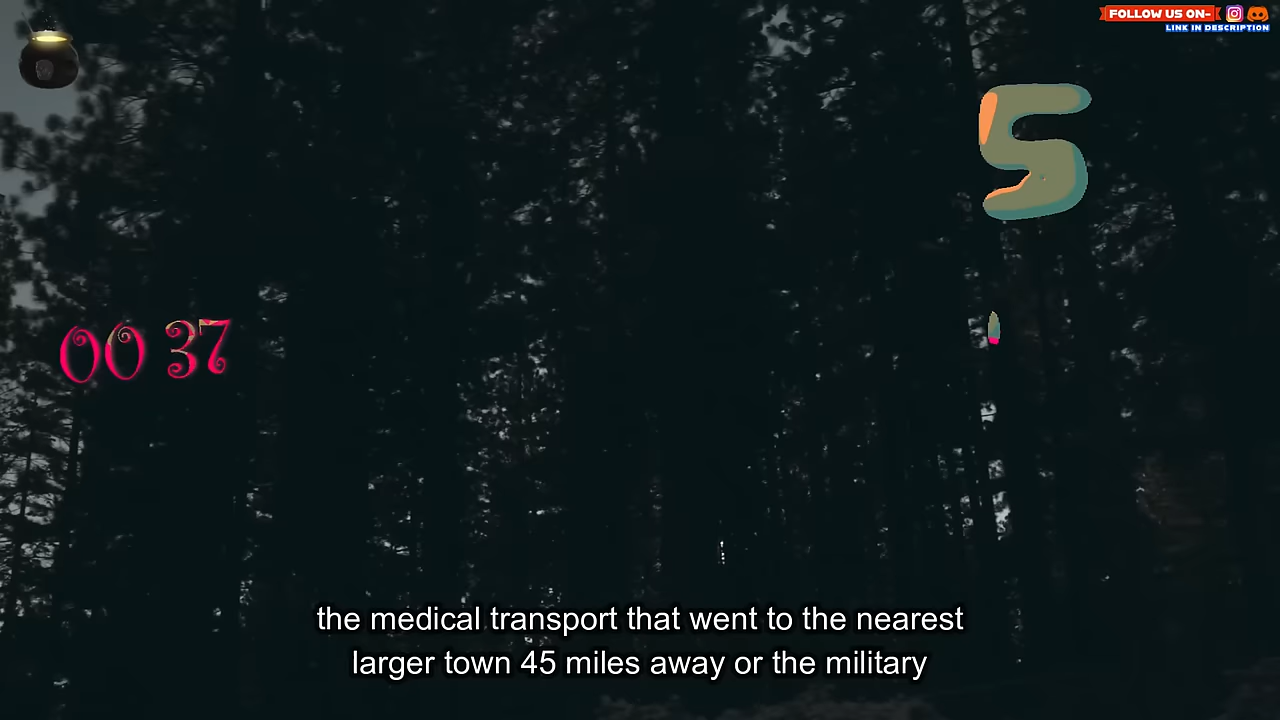 FOLLOW US ON-
LINK IN DESCRIPTION
5
00 37
the medical transport that went to the nearest
larger town 45 miles away or the military